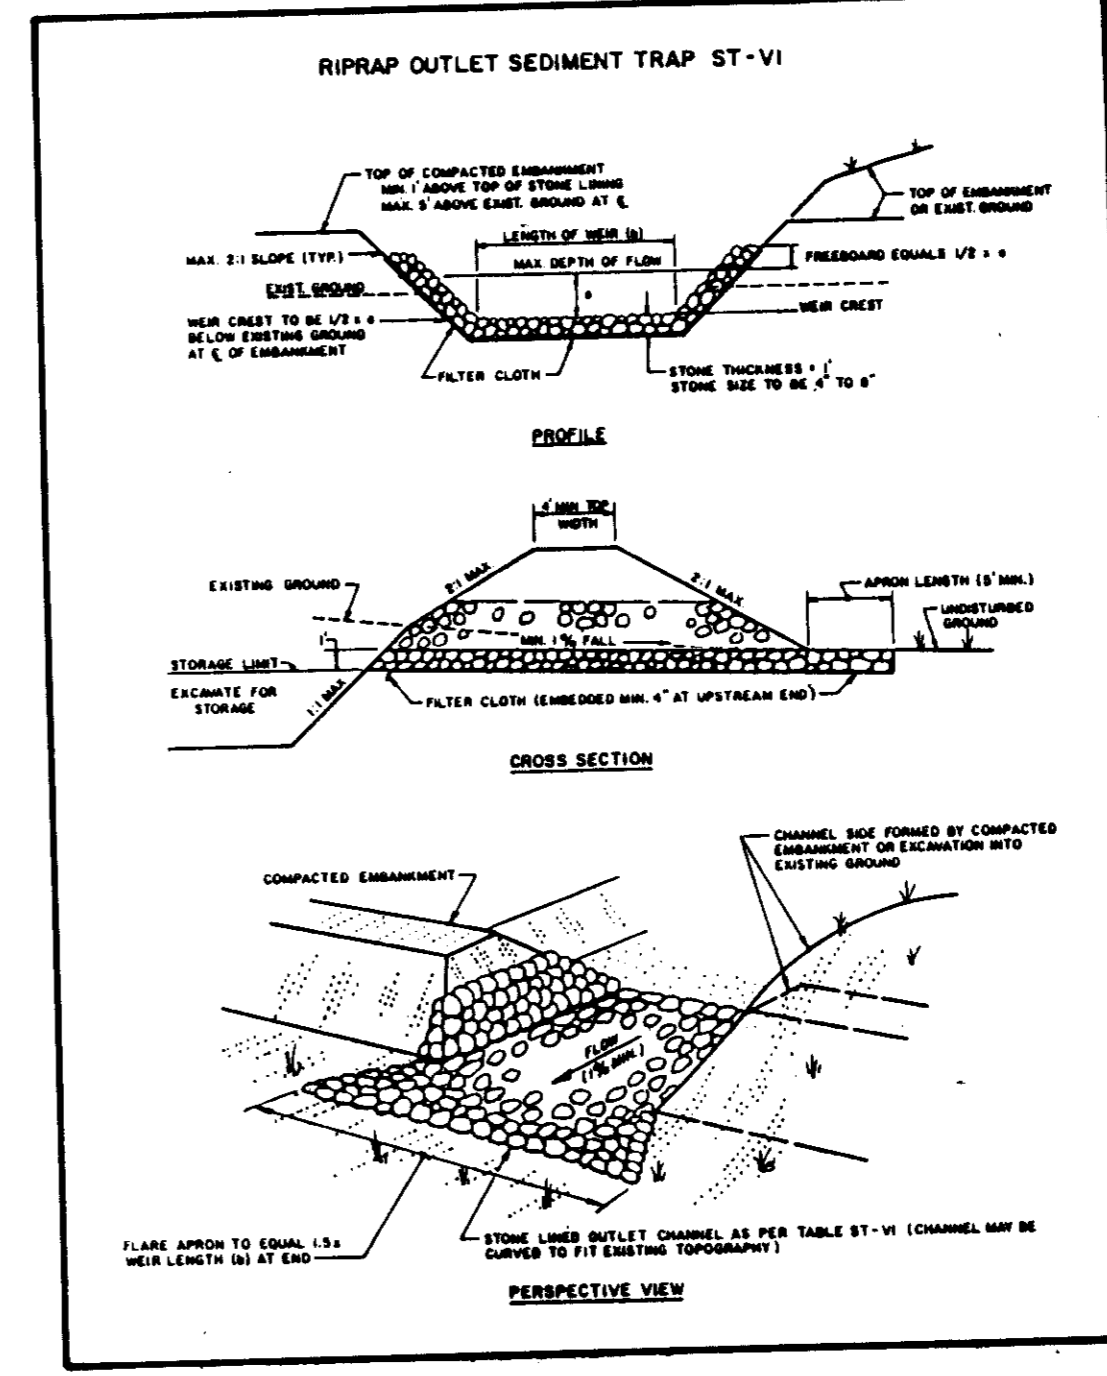 RIPRAP OUTLET SEDIMENT TRAP ST-VI
TOP OF COMPACTED EMBANKMENT
MIN. 1' ABOVE TOP OF STONE LINING
MAX. 5' ABOVE EXIST. GROUND AT ℄
TOP OF EMBANKMENT
OR EXIST. GROUND
LENGTH OF WEIR (b)
MAX. 2:1 SLOPE (TYP.)
MAX. DEPTH OF FLOW
FREEBOARD EQUALS 1/2 x a
EXIST. GROUND
a
WEIR CREST TO BE 1/2 x a
BELOW EXISTING GROUND
AT ℄ OF EMBANKMENT
WEIR CREST
FILTER CLOTH
STONE THICKNESS = 1'
STONE SIZE TO BE 4" TO 8"
PROFILE
4' MIN. TOP
WIDTH
EXISTING GROUND
2:1 MAX.
2:1 MAX.
APRON LENGTH (5' MIN.)
UNDISTURBED
GROUND
1'
MIN. 1% FALL
STORAGE LIMIT
EXCAVATE FOR
STORAGE
1:1 MAX
FILTER CLOTH (EMBEDDED MIN. 4" AT UPSTREAM END)
CROSS SECTION
CHANNEL SIDE FORMED BY COMPACTED
EMBANKMENT OR EXCAVATION INTO
EXISTING GROUND
COMPACTED EMBANKMENT
FLOW
(1% MIN.)
FLARE APRON TO EQUAL 1.5 x
WEIR LENGTH (b) AT END
STONE LINED OUTLET CHANNEL AS PER TABLE ST-VI (CHANNEL MAY BE
CURVED TO FIT EXISTING TOPOGRAPHY)
PERSPECTIVE VIEW